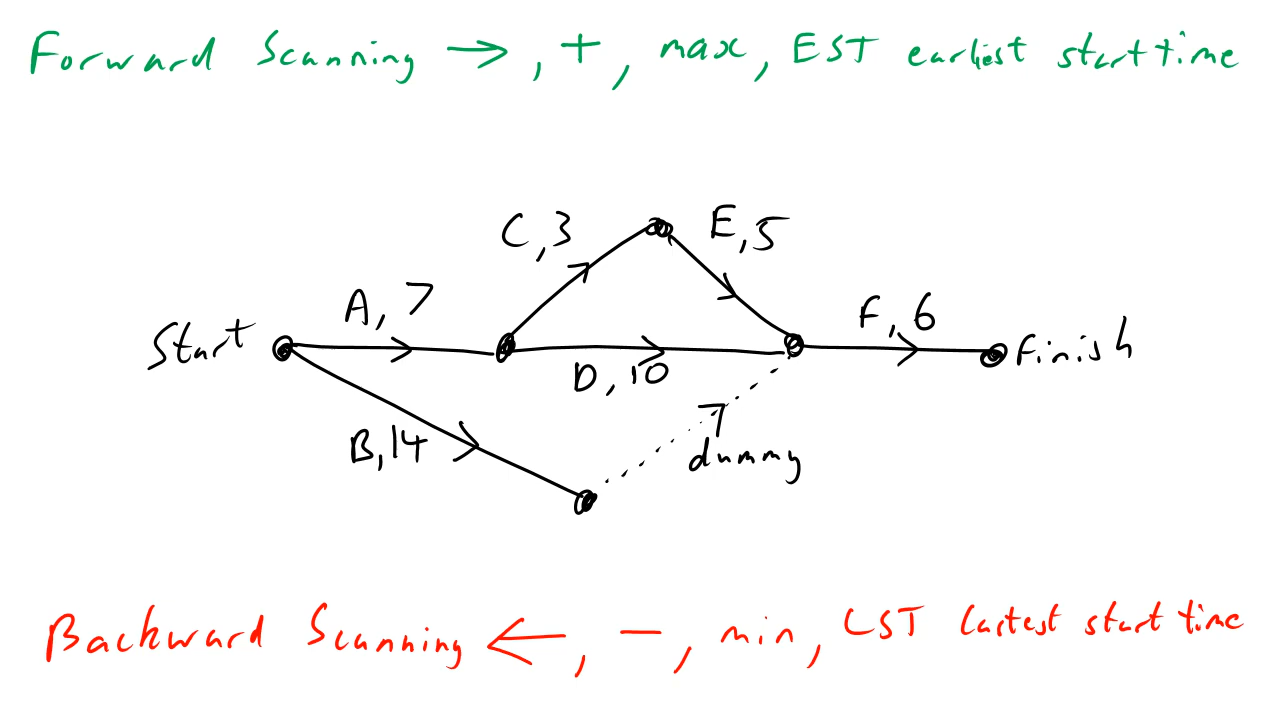 Forward Scanning →, +, max, EST earliest start time
C,3
E,5
A,7
F,6
Start
Finish
D,10
B,14
dummy
Backward Scanning ←, −, min, LST lastest start time